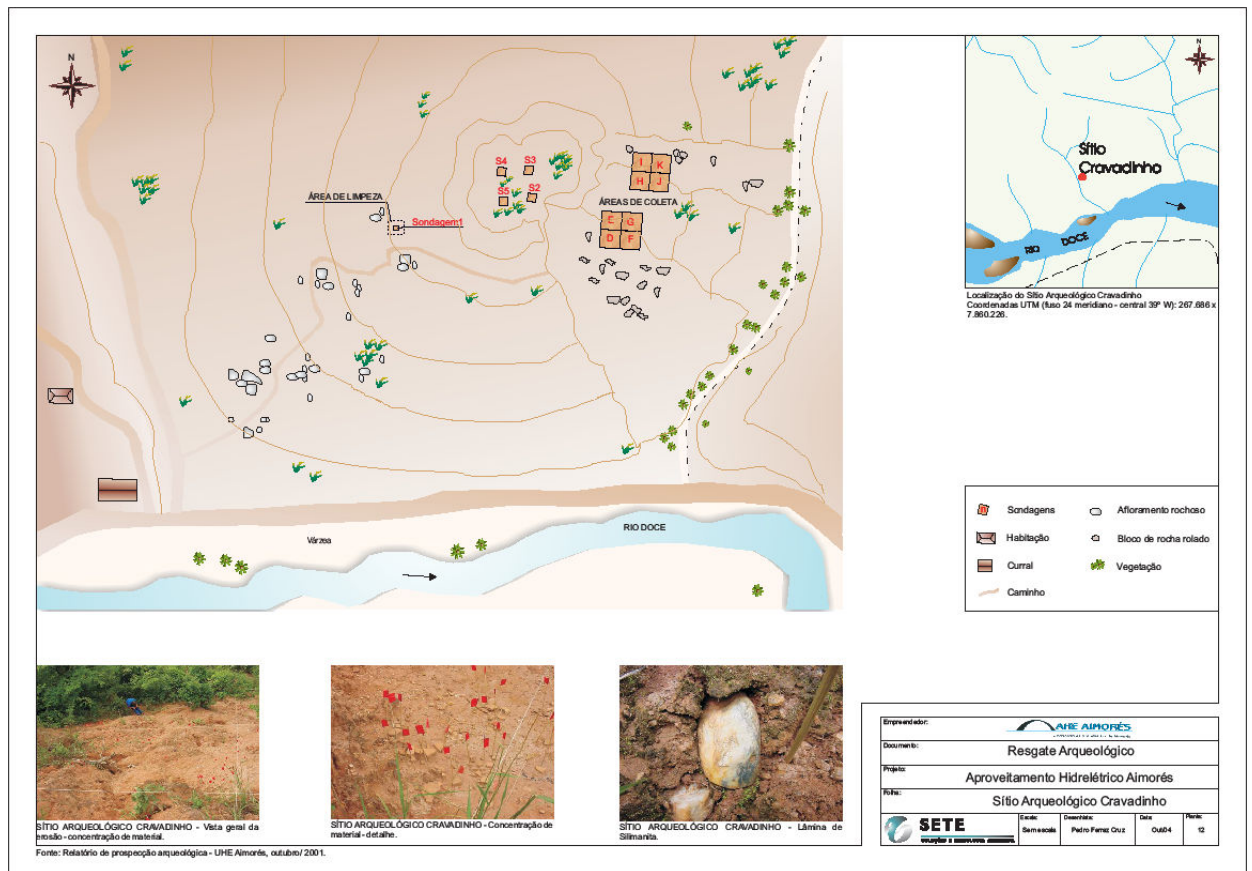 N
S4
S3
S5
S2
I
K
H
J
ÁREA DE LIMPEZA
Sondagem1
ÁREAS DE COLETA
E
G
D
F
Várzea
RIO DOCE
N
Sítio
Cravadinho
RIO DOCE
Localização do Sítio Arqueológico Cravadinho
Coordenadas UTM (fuso 24 meridiano - central 39º W): 267.686 x
7.860.226.
Sondagens
Afloramento rochoso
Habitação
Bloco de rocha rolado
Curral
Vegetação
Caminho
SÍTIO ARQUEOLÓGICO CRAVADINHO - Vista geral da
erosão - concentração de material.
SÍTIO ARQUEOLÓGICO CRAVADINHO - Concentração de
material - detalhe.
SÍTIO ARQUEOLÓGICO CRAVADINHO - Lâmina de
Silimanita.
Fonte: Relatório de prospecção arqueológica - UHE Aimorés, outubro/ 2001.
Empreendedor:
AHE AIMORÉS
Documento:
Resgate Arqueológico
Projeto:
Aproveitamento Hidrelétrico Aimorés
Folha:
Sítio Arqueológico Cravadinho
SETE
Escala:
Sem escala
Desenhista:
Pedro Ferraz Cruz
Data:
Out/04
Planta:
12